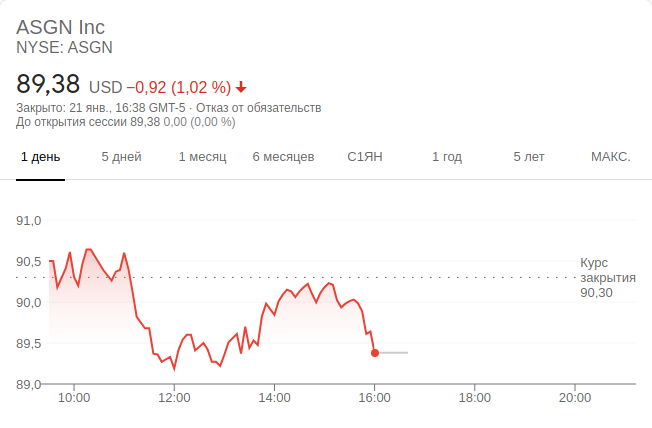 ASGN Inc
NYSE: ASGN
89,38 USD −0,92 (1,02 %)
Закрыто: 21 янв., 16:38 GMT-5 · Отказ от обязательств
До открытия сессии 89,38 0,00 (0,00 %)
1 день 5 дней 1 месяц 6 месяцев С1ЯН 1 год 5 лет МАКС.
91,0
90,5
90,0
89,5
89,0
Курс
закрытия
90,30
10:00 12:00 14:00 16:00 18:00 20:00